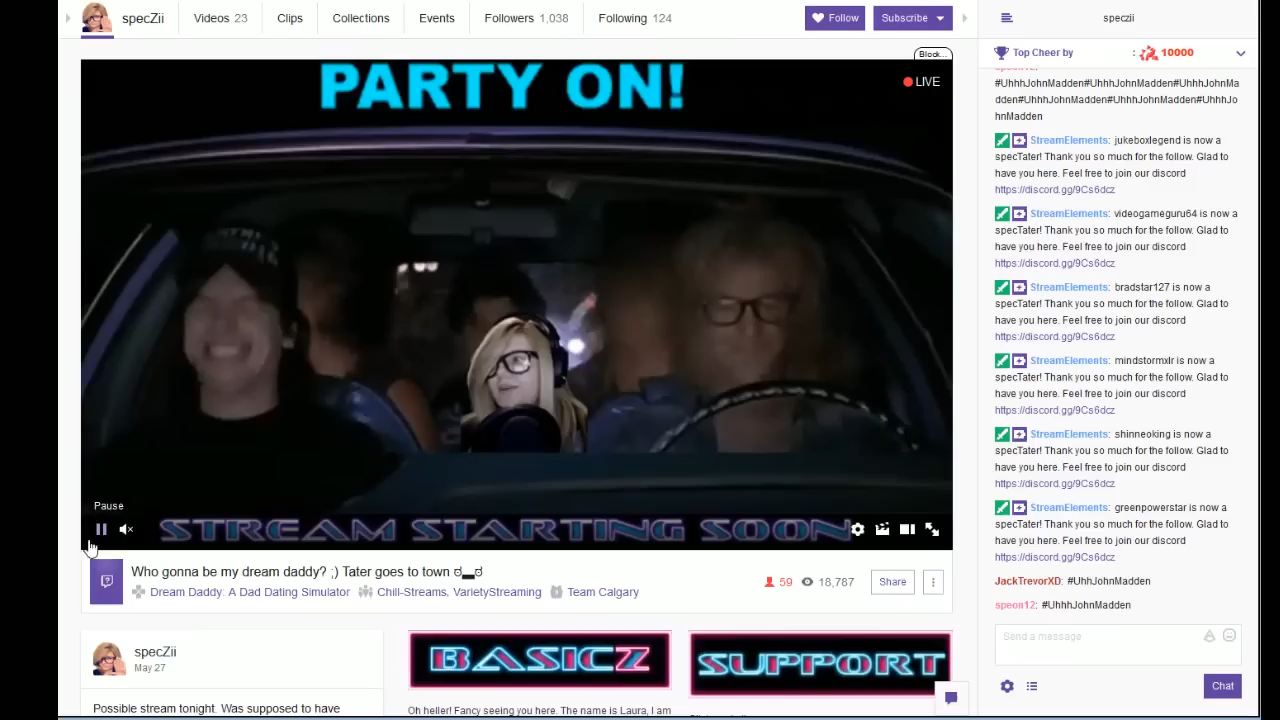 specZii
Videos 23
Clips
Collections
Events
Followers 1,038
Following 124
Follow
Subscribe
speczii
Block...
PARTY ON!
LIVE
Pause
STREAM STARTING SOON
Who gonna be my dream daddy? ;) Tater goes to town ಠ▂ಠ
Dream Daddy: A Dad Dating Simulator
Chill-Streams, VarietyStreaming
Team Calgary
59
18,787
Share
specZii
May 27
Possible stream tonight. Was supposed to have
BASICZ
Oh heller! Fancy seeing you here. The name is Laura, I am
SUPPORT
Top Cheer by : 10000
#UhhhJohnMadden#UhhhJohnMadden#UhhhJohnMa
dden#UhhhJohnMadden#UhhhJohnMadden#UhhhJo
hnMadden
StreamElements: jukeboxlegend is now a
specTater! Thank you so much for the follow. Glad to
have you here. Feel free to join our discord
https://discord.gg/9Cs6dcz
StreamElements: videogameguru64 is now a
specTater! Thank you so much for the follow. Glad to
have you here. Feel free to join our discord
https://discord.gg/9Cs6dcz
StreamElements: bradstar127 is now a
specTater! Thank you so much for the follow. Glad to
have you here. Feel free to join our discord
https://discord.gg/9Cs6dcz
StreamElements: mindstormxlr is now a
specTater! Thank you so much for the follow. Glad to
have you here. Feel free to join our discord
https://discord.gg/9Cs6dcz
StreamElements: shinneoking is now a
specTater! Thank you so much for the follow. Glad to
have you here. Feel free to join our discord
https://discord.gg/9Cs6dcz
StreamElements: greenpowerstar is now a
specTater! Thank you so much for the follow. Glad to
have you here. Feel free to join our discord
https://discord.gg/9Cs6dcz
JackTrevorXD: #UhhJohnMadden
speon12: #UhhhJohnMadden
Send a message
Chat